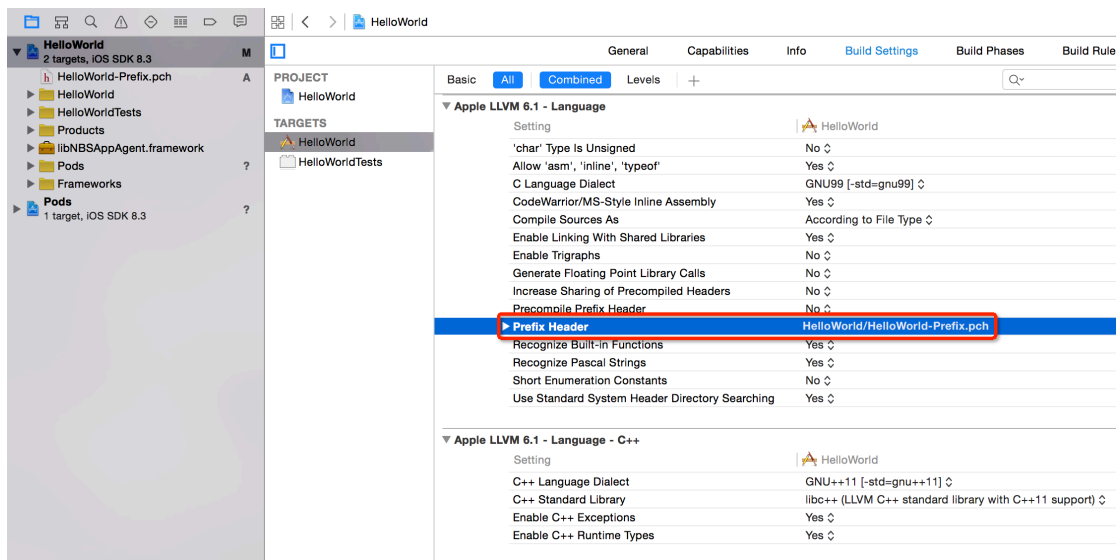 HelloWorld
HelloWorld
2 targets, iOS SDK 8.3
M
HelloWorld-Prefix.pch
A
HelloWorld
HelloWorldTests
Products
libNBSAppAgent.framework
Pods
?
Frameworks
Pods
1 target, iOS SDK 8.3
?
General Capabilities Info Build Settings Build Phases Build Rule
PROJECT
HelloWorld
TARGETS
HelloWorld
HelloWorldTests
Basic All Combined Levels
Apple LLVM 6.1 - Language
Setting HelloWorld
'char' Type Is Unsigned No
Allow 'asm', 'inline', 'typeof' Yes
C Language Dialect GNU99 [-std=gnu99]
CodeWarrior/MS-Style Inline Assembly Yes
Compile Sources As According to File Type
Enable Linking With Shared Libraries Yes
Enable Trigraphs No
Generate Floating Point Library Calls No
Increase Sharing of Precompiled Headers No
Precompile Prefix Header No
Prefix Header HelloWorld/HelloWorld-Prefix.pch
Recognize Built-in Functions Yes
Recognize Pascal Strings Yes
Short Enumeration Constants No
Use Standard System Header Directory Searching Yes
Apple LLVM 6.1 - Language - C++
Setting HelloWorld
C++ Language Dialect GNU++11 [-std=gnu++11]
C++ Standard Library libc++ (LLVM C++ standard library with C++11 support)
Enable C++ Exceptions Yes
Enable C++ Runtime Types Yes